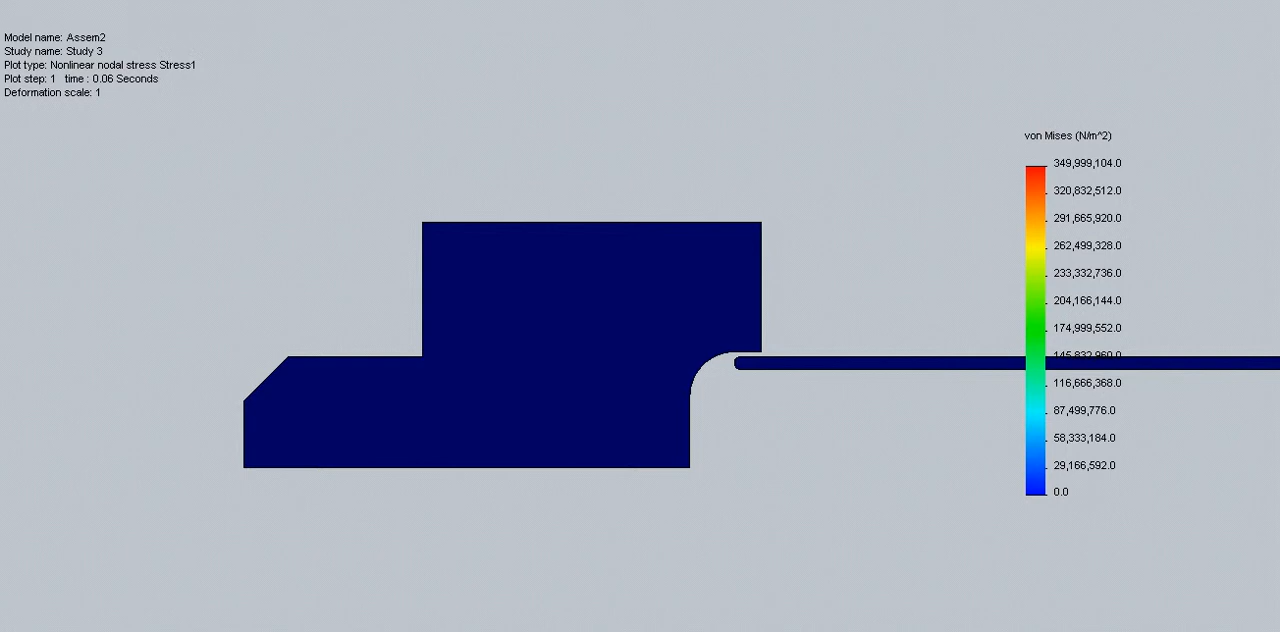 Model name: Assem2
Study name: Study 3
Plot type: Nonlinear nodal stress Stress1
Plot step: 1 time : 0.06 Seconds
Deformation scale: 1
von Mises (N/m^2)
349,999,104.0
320,832,512.0
291,665,920.0
262,499,328.0
233,332,736.0
204,166,144.0
174,999,552.0
145,832,960.0
116,666,368.0
87,499,776.0
58,333,184.0
29,166,592.0
0.0